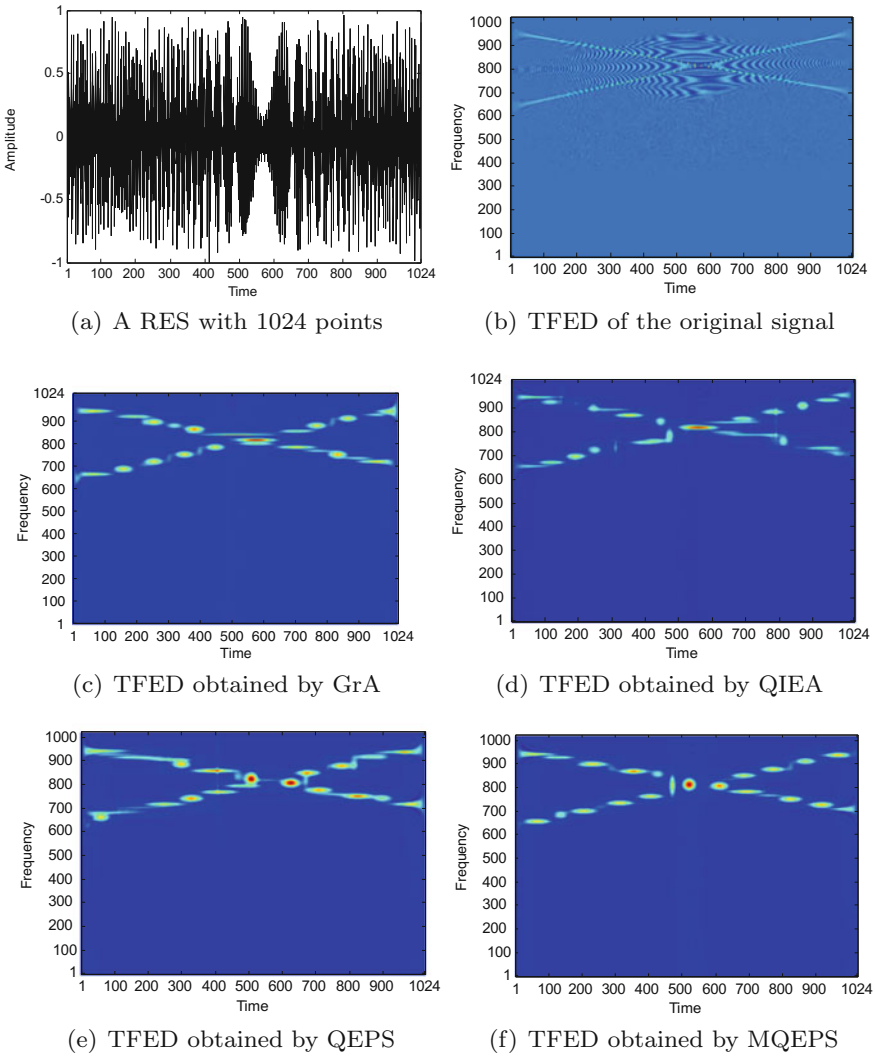 1
0.5
0
-0.5
-1
Amplitude
1 100 200 300 400 500 600 700 800 900 1024
Time
(a) A RES with 1024 points
1000
900
800
700
600
500
400
300
200
100
1
Frequency
1 100 200 300 400 500 600 700 800 900 1024
Time
(b) TFED of the original signal
1024
900
800
700
600
500
400
300
200
100
1
Frequency
1 100 200 300 400 500 600 700 800 900 1024
Time
(c) TFED obtained by GrA
1024
900
800
700
600
500
400
300
200
100
1
Frequency
1 100 200 300 400 500 600 700 800 900 1024
Time
(d) TFED obtained by QIEA
1000
900
800
700
600
500
400
300
200
100
1
Frequency
1 100 200 300 400 500 600 700 800 900 1024
Time
(e) TFED obtained by QEPS
1000
900
800
700
600
500
400
300
200
100
1
Frequency
1 100 200 300 400 500 600 700 800 900 1024
Time
(f) TFED obtained by MQEPS